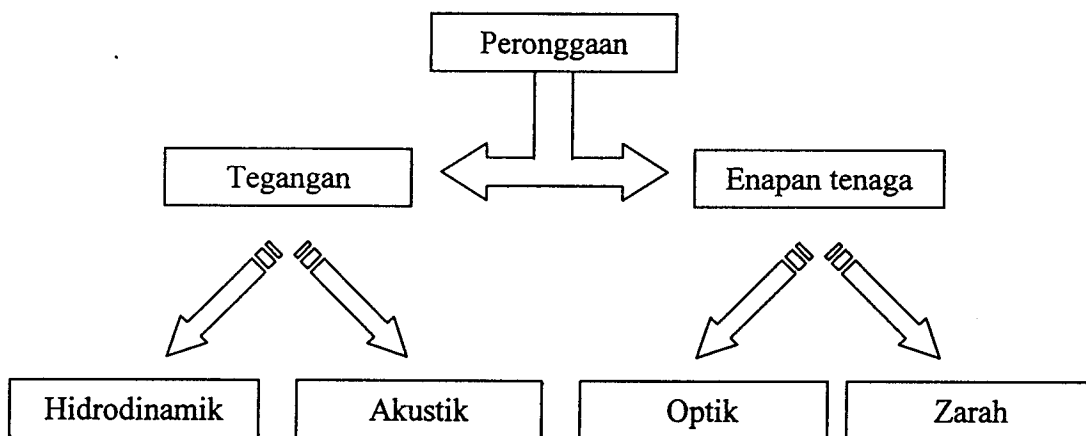 Peronggaan
Tegangan
Enapan tenaga
Hidrodinamik
Akustik
Optik
Zarah